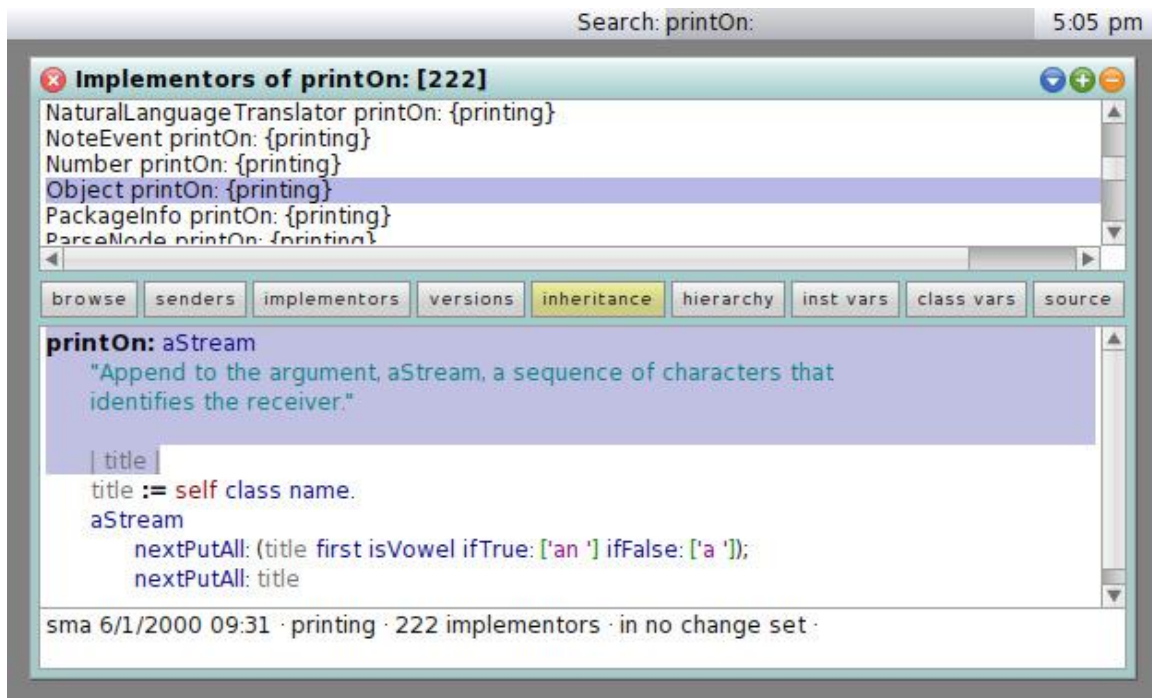 Search: printOn: 5:05 pm
Implementors of printOn: [222]
NaturalLanguageTranslator printOn: {printing}
NoteEvent printOn: {printing}
Number printOn: {printing}
Object printOn: {printing}
PackageInfo printOn: {printing}
ParseNode printOn: {printing}
browse senders implementors versions inheritance hierarchy inst vars class vars source
printOn: aStream
"Append to the argument, aStream, a sequence of characters that
identifies the receiver."
| title |
title := self class name.
aStream
nextPutAll: (title first isVowel ifTrue: ['an '] ifFalse: ['a ']);
nextPutAll: title
sma 6/1/2000 09:31 · printing · 222 implementors · in no change set ·